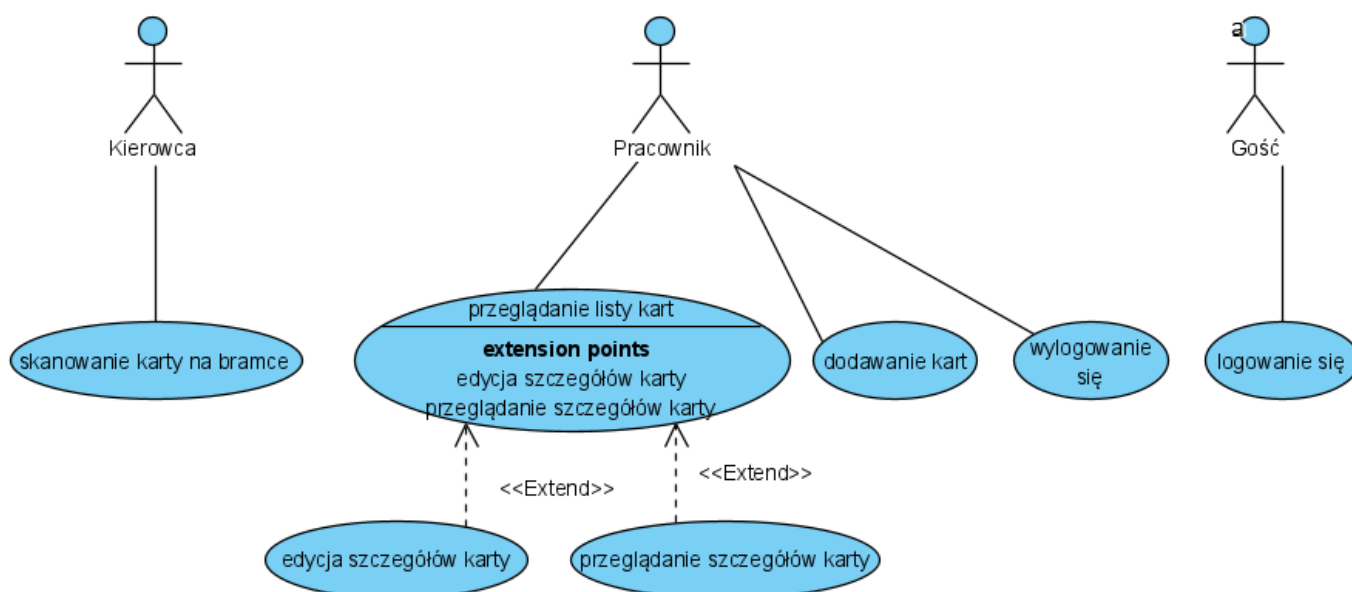 a
Kierowca
Pracownik
Gość
przeglądanie listy kart
extension points
edycja szczegółów karty
przeglądanie szczegółów karty
skanowanie karty na bramce
dodawanie kart
wylogowanie
się
logowanie się
<<Extend>>
<<Extend>>
edycja szczegółów karty
przeglądanie szczegółów karty